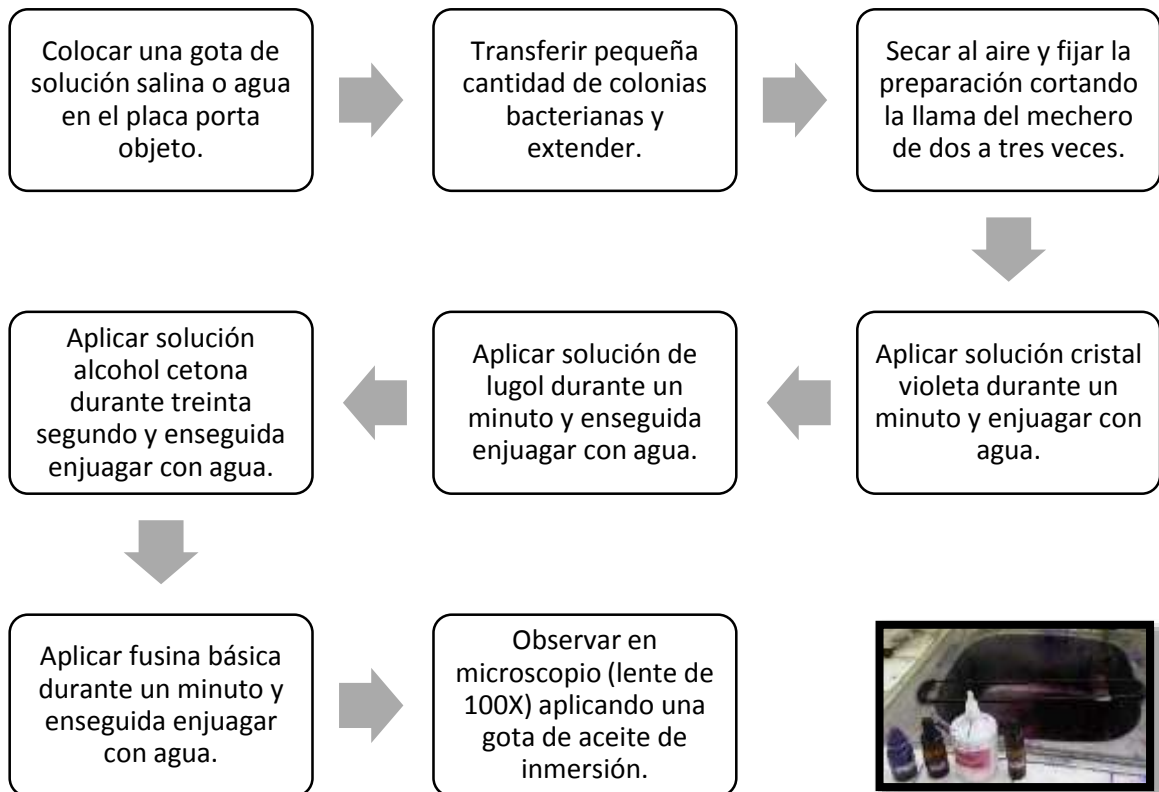 Colocar una gota de
solución salina o agua
en el placa porta
objeto.
Transferir pequeña
cantidad de colonias
bacterianas y
extender.
Secar al aire y fijar la
preparación cortando
la llama del mechero
de dos a tres veces.
Aplicar solución cristal
violeta durante un
minuto y enjuagar con
agua.
Aplicar solución de
lugol durante un
minuto y enseguida
enjuagar con agua.
Aplicar solución
alcohol cetona
durante treinta
segundo y enseguida
enjuagar con agua.
Aplicar fusina básica
durante un minuto y
enseguida enjuagar
con agua.
Observar en
microscopio (lente de
100X) aplicando una
gota de aceite de
inmersión.